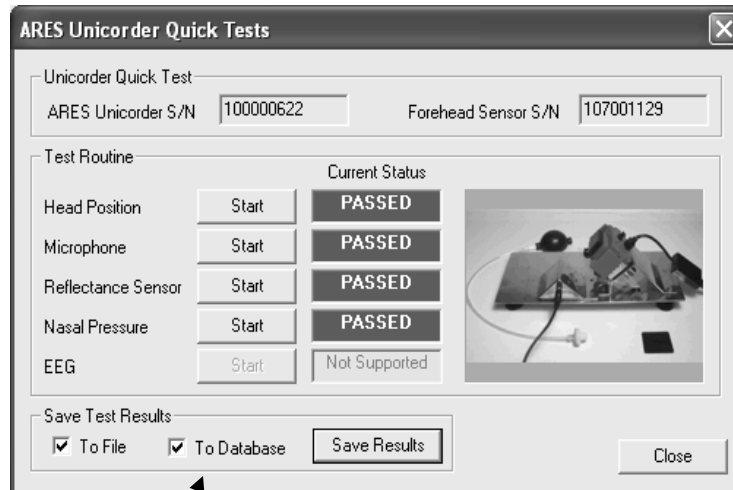 ARES Unicorder Quick Tests
Unicorder Quick Test
ARES Unicorder S/N 100000622 Forehead Sensor S/N 107001129
Test Routine
Current Status
Head Position Start PASSED
Microphone Start PASSED
Reflectance Sensor Start PASSED
Nasal Pressure Start PASSED
EEG Start Not Supported
Save Test Results
To File To Database Save Results Close